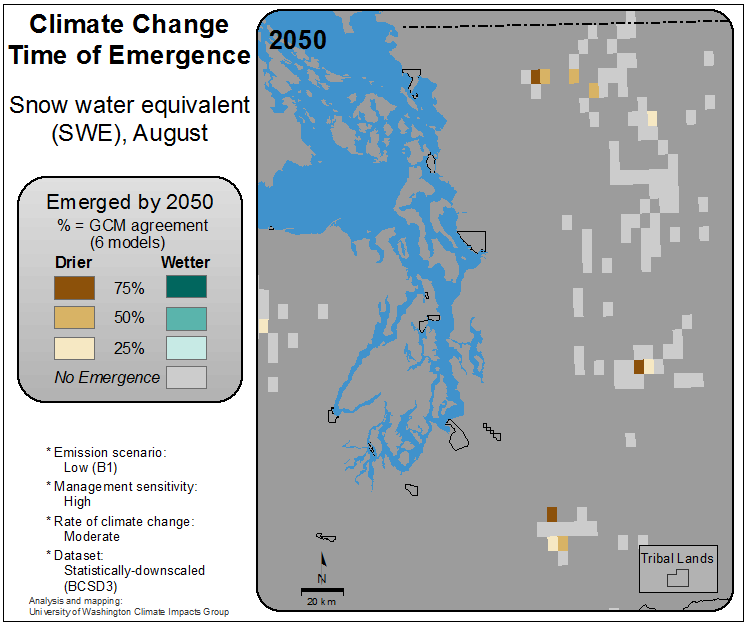 Climate Change
Time of Emergence
Snow water equivalent
(SWE), August
Emerged by 2050
% = GCM agreement
(6 models)
Drier Wetter
75%
50%
25%
No Emergence
* Emission scenario:
Low (B1)
* Management sensitivity:
High
* Rate of climate change:
Moderate
* Dataset:
Statistically-downscaled
(BCSD3)
Analysis and mapping:
University of Washington Climate Impacts Group
2050
N
20 km
Tribal Lands